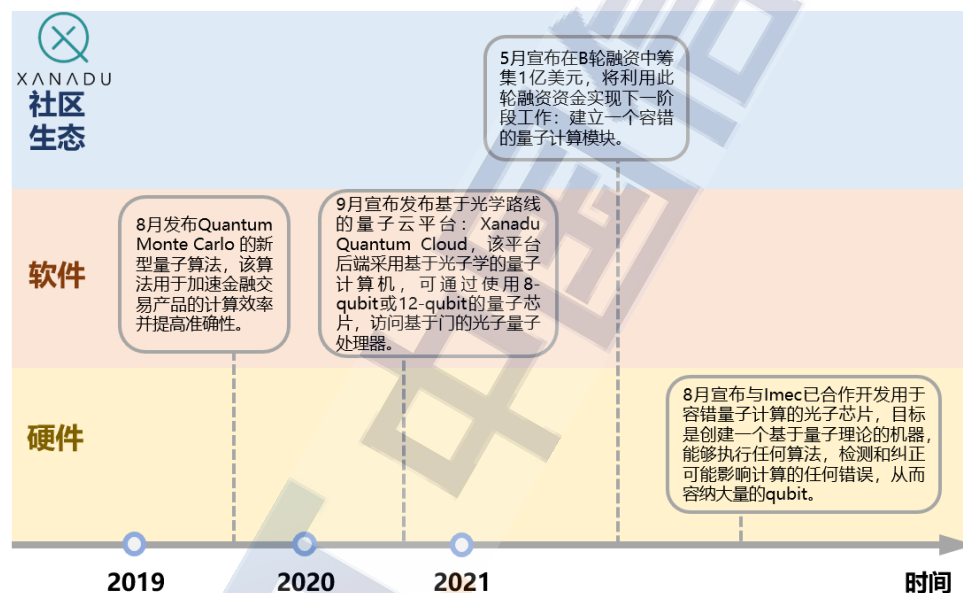 XANADU
社区
生态
5月宣布在B轮融资中筹
集1亿美元，将利用此
轮融资资金实现下一阶
段工作：建立一个容错
的量子计算模块。
软件
8月发布Quantum
Monte Carlo 的新
型量子算法，该算
法用于加速金融交
易产品的计算效率
并提高准确性。
9月宣布发布基于光学路线
的量子云平台：Xanadu
Quantum Cloud，该平台
后端采用基于光子学的量子
计算机，可通过使用8-
qubit或12-qubit的量子芯
片，访问基于门的光子量子
处理器。
硬件
8月宣布与Imec已合作开发用于
容错量子计算的光子芯片，目标
是创建一个基于量子理论的机器，
能够执行任何算法，检测和纠正
可能影响计算的任何错误，从而
容纳大量的qubit。
2019
2020
2021
时间